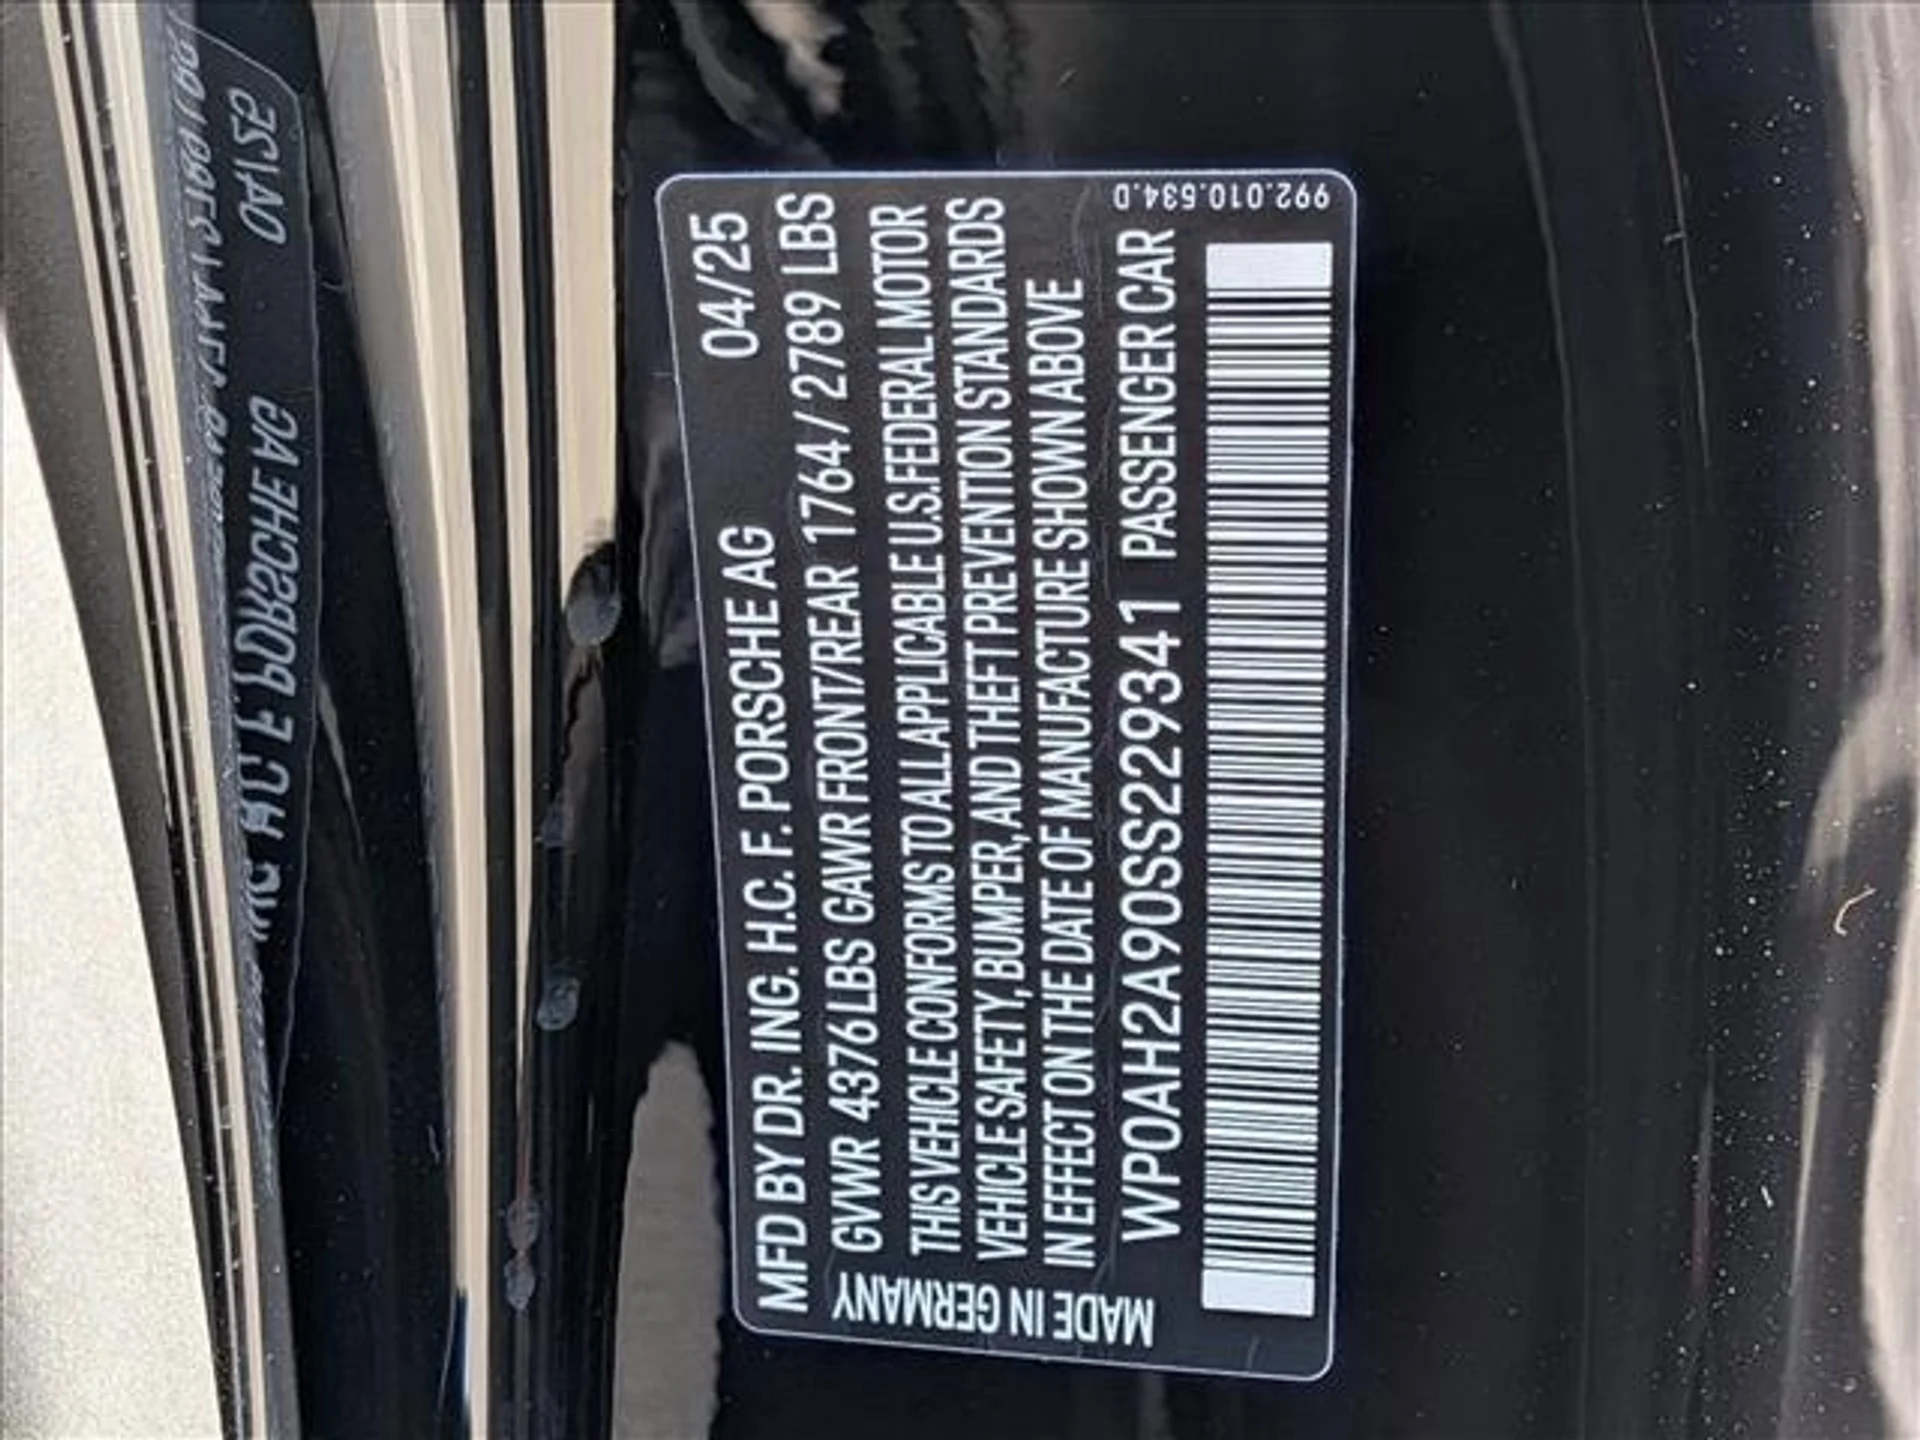 MFD BY DR. ING. H.C. F. PORSCHE AG 04/25
GVWR 4376 LBS GAWR FRONT/REAR 1764 / 2789 LBS
THIS VEHICLE CONFORMS TO ALL APPLICABLE U.S. FEDERAL MOTOR
VEHICLE SAFETY, BUMPER, AND THEFT PREVENTION STANDARDS
IN EFFECT ON THE DATE OF MANUFACTURE SHOWN ABOVE
WP0AH2A90SS229341 PASSENGER CAR
MADE IN GERMANY
992.010.534.D